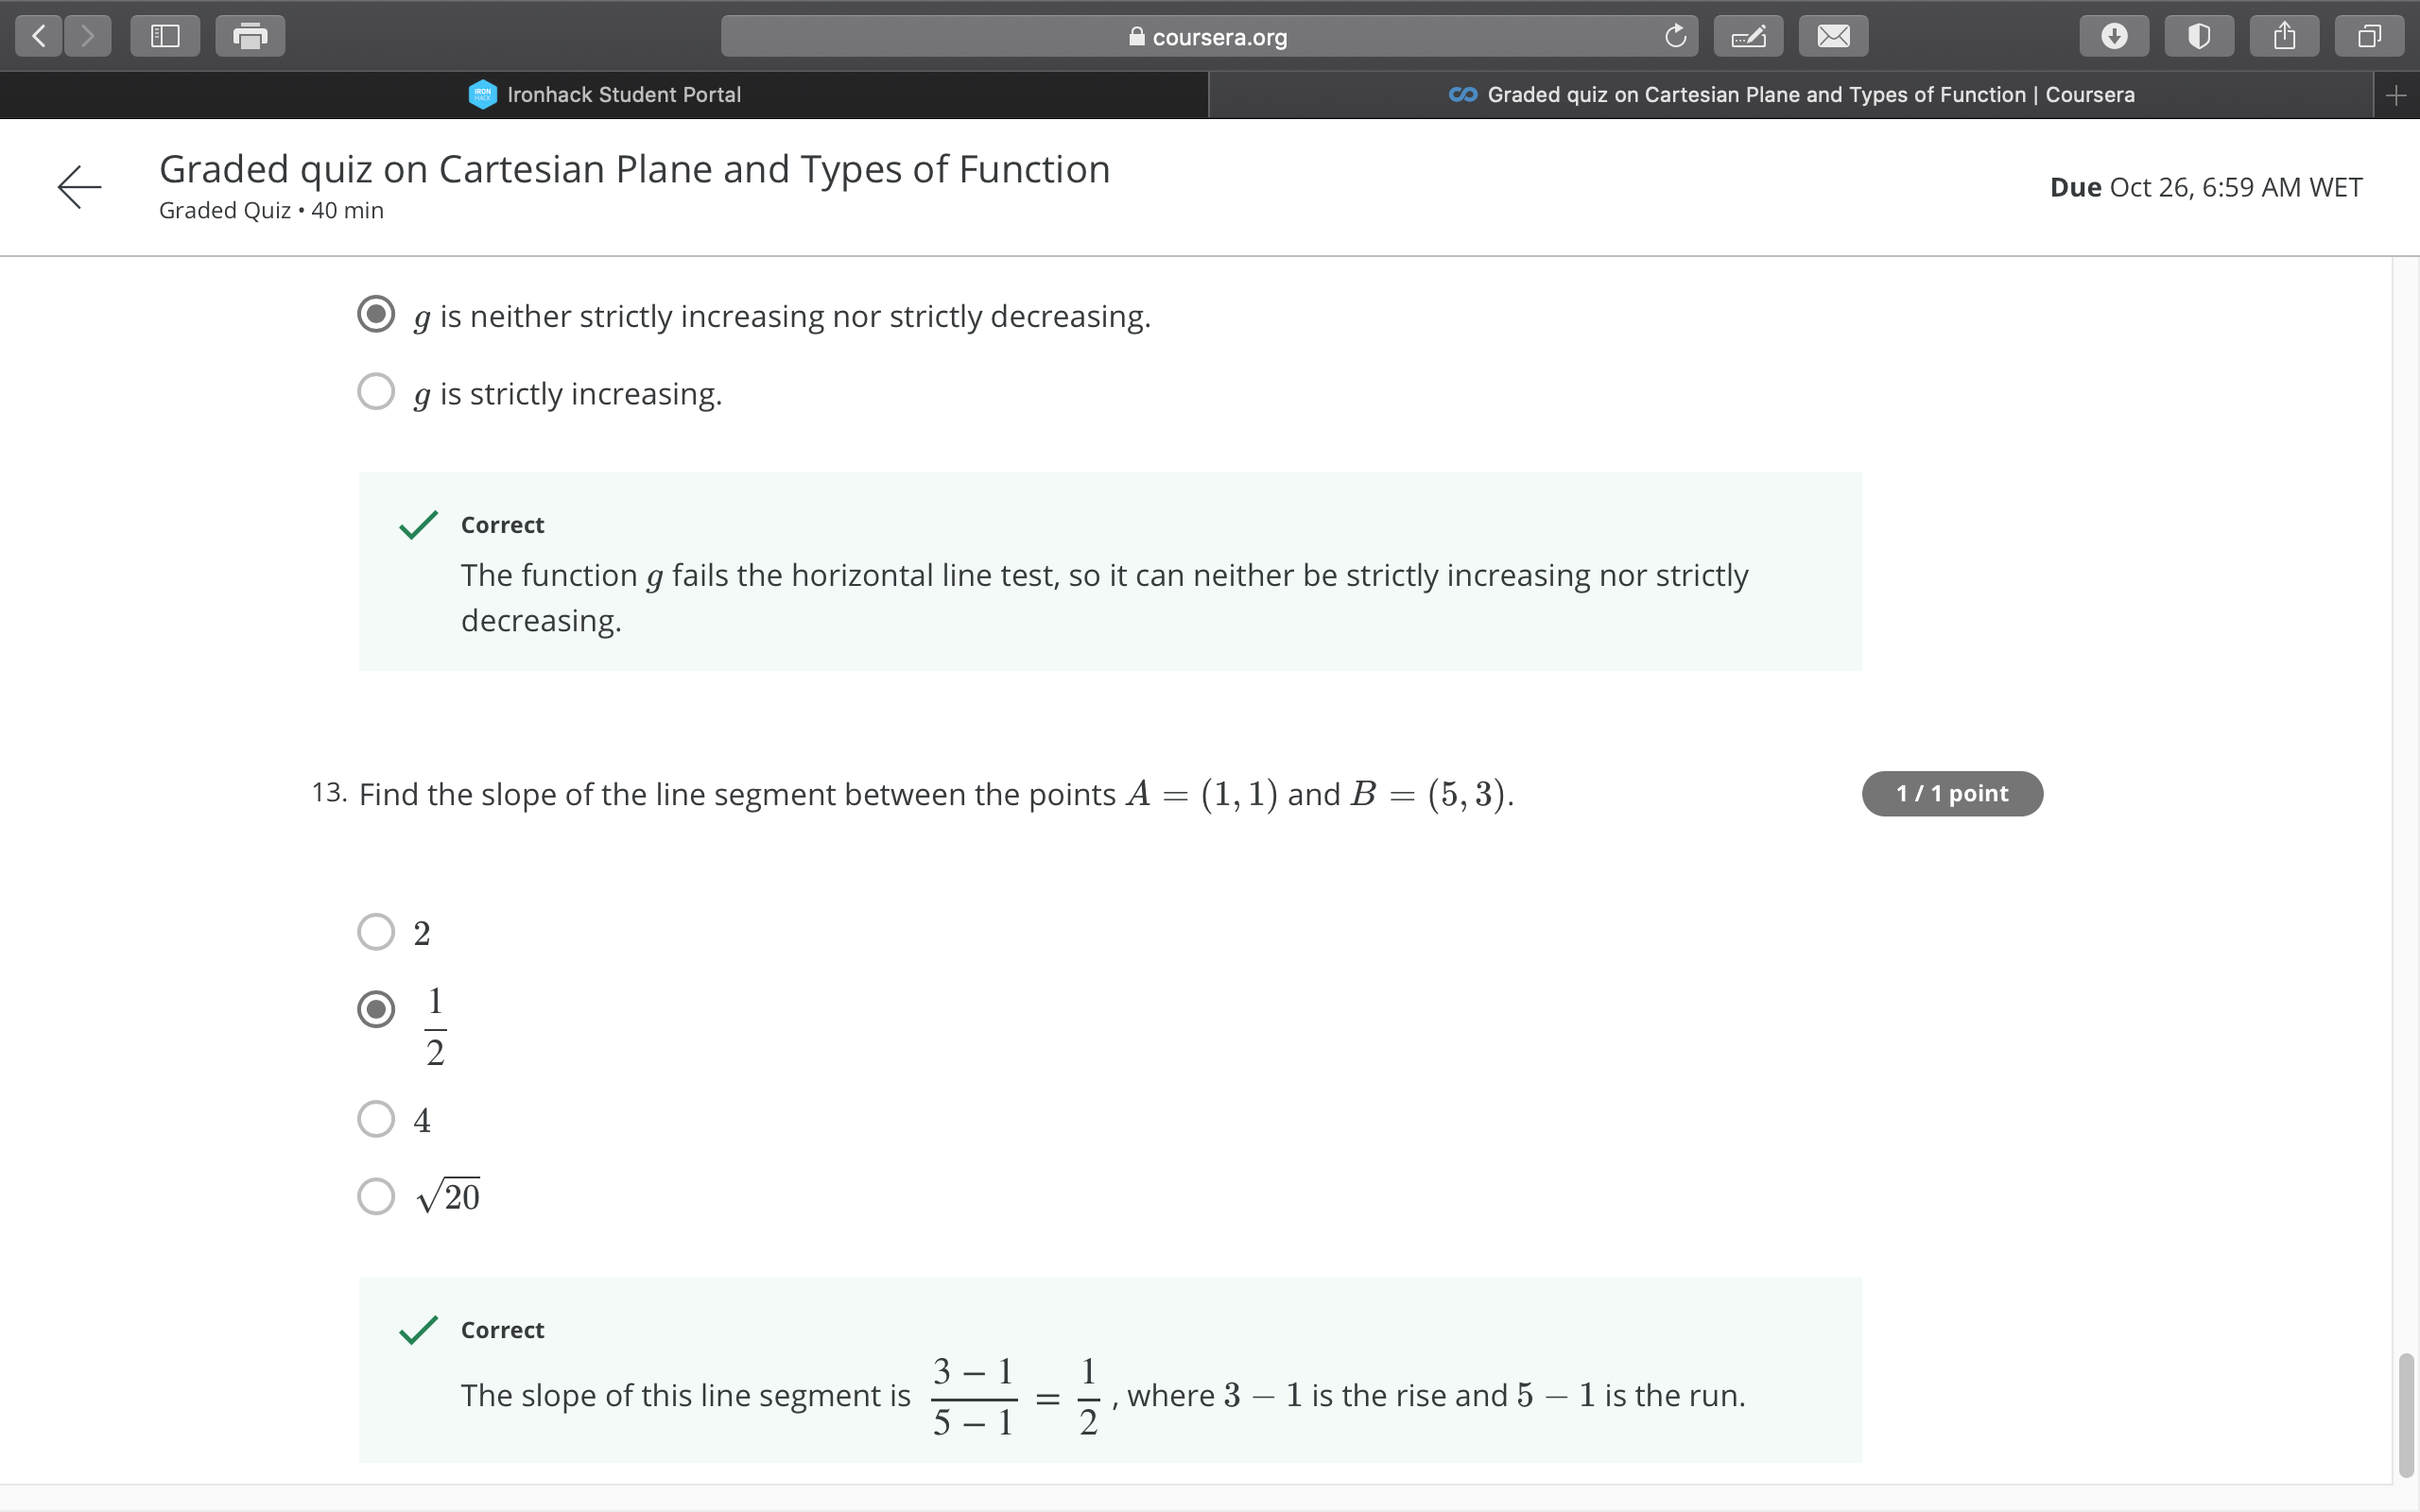 coursera.org
IRON
HACK
Ironhack Student Portal
Graded quiz on Cartesian Plane and Types of Function | Coursera
Graded quiz on Cartesian Plane and Types of Function
Graded Quiz • 40 min
Due Oct 26, 6:59 AM WET
g is neither strictly increasing nor strictly decreasing.
g is strictly increasing.
Correct
The function g fails the horizontal line test, so it can neither be strictly increasing nor strictly
decreasing.
13. Find the slope of the line segment between the points A = (1, 1) and B = (5, 3).
1 / 1 point
2
1/2
4
√20
Correct
The slope of this line segment is (3 − 1)/(5 − 1) = 1/2, where 3 − 1 is the rise and 5 − 1 is the run.